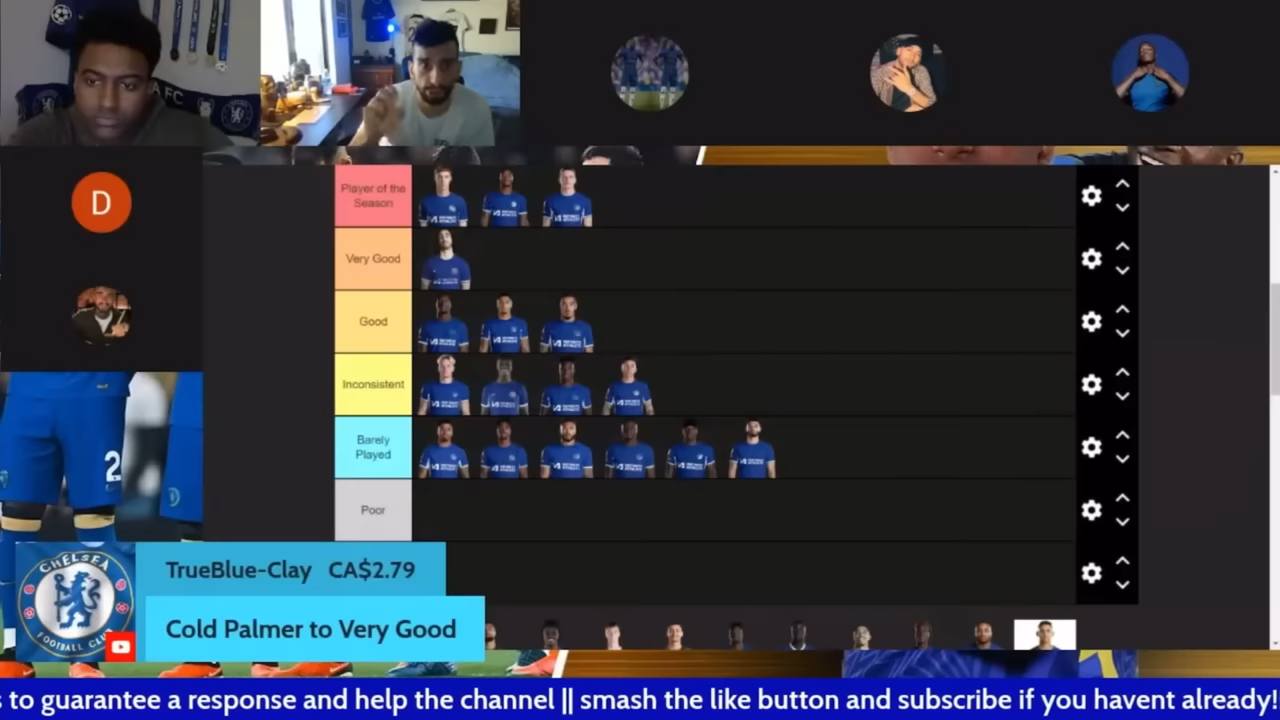 A FC
D
Player of the
Season
Very Good
Good
Inconsistent
Barely
Played
Poor
2
CHELSEA
FOOTBALL CLUB
TrueBlue-Clay CA$2.79
Cold Palmer to Very Good
s to guarantee a response and help the channel || smash the like button and subscribe if you havent already!